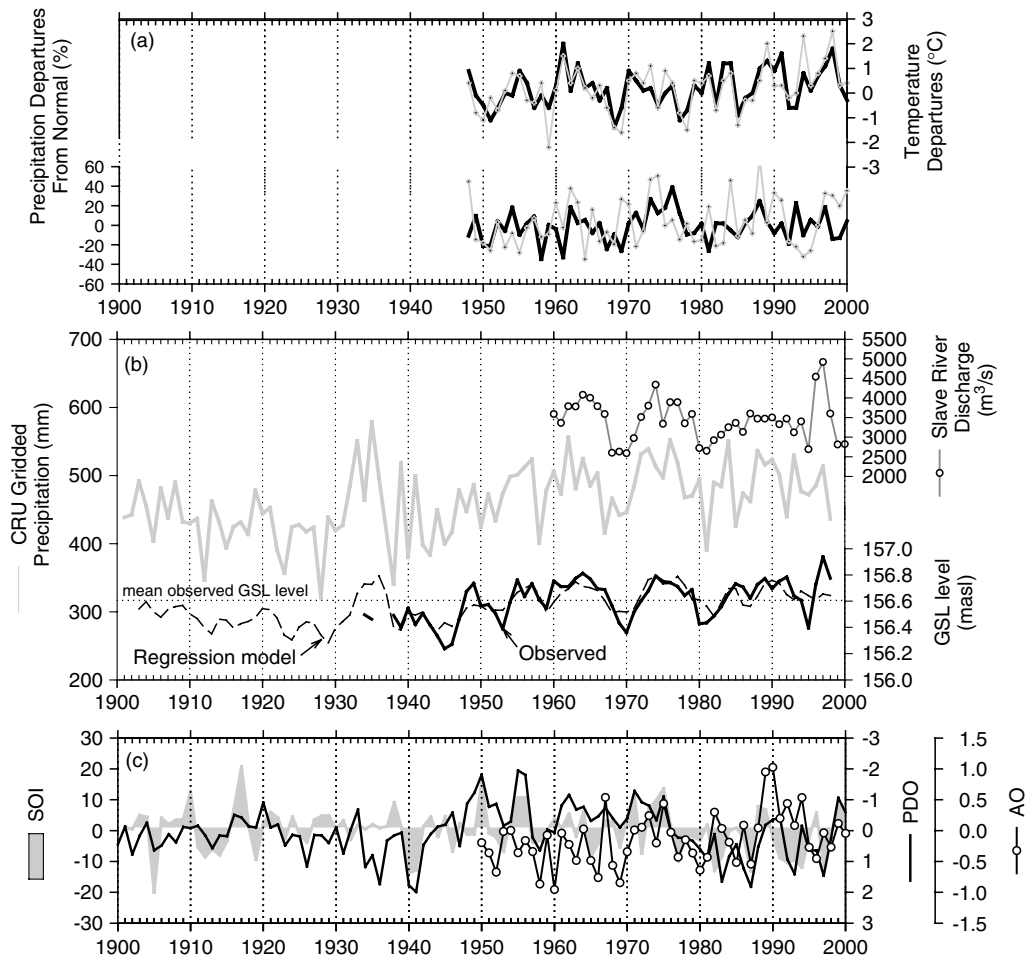 Precipitation Departures
From Normal (%)
(a)
60
40
20
0
-20
-40
-60
3
2
1
0
-1
-2
-3
Temperature
Departures (°C)
1900 1910 1920 1930 1940 1950 1960 1970 1980 1990 2000
CRU Gridded
Precipitation (mm)
(b)
700
600
500
400
300
200
5500
5000
4500
4000
3500
3000
2500
2000
Slave River
Discharge
(m³/s)
157.0
156.8
156.6
156.4
156.2
156.0
GSL level
(masl)
mean observed GSL level
Regression model
Observed
1900 1910 1920 1930 1940 1950 1960 1970 1980 1990 2000
SOI
(c)
30
20
10
0
-10
-20
-30
-3
-2
-1
0
1
2
3
PDO
1.5
1.0
0.5
0.0
-0.5
-1.0
-1.5
AO
1900 1910 1920 1930 1940 1950 1960 1970 1980 1990 2000